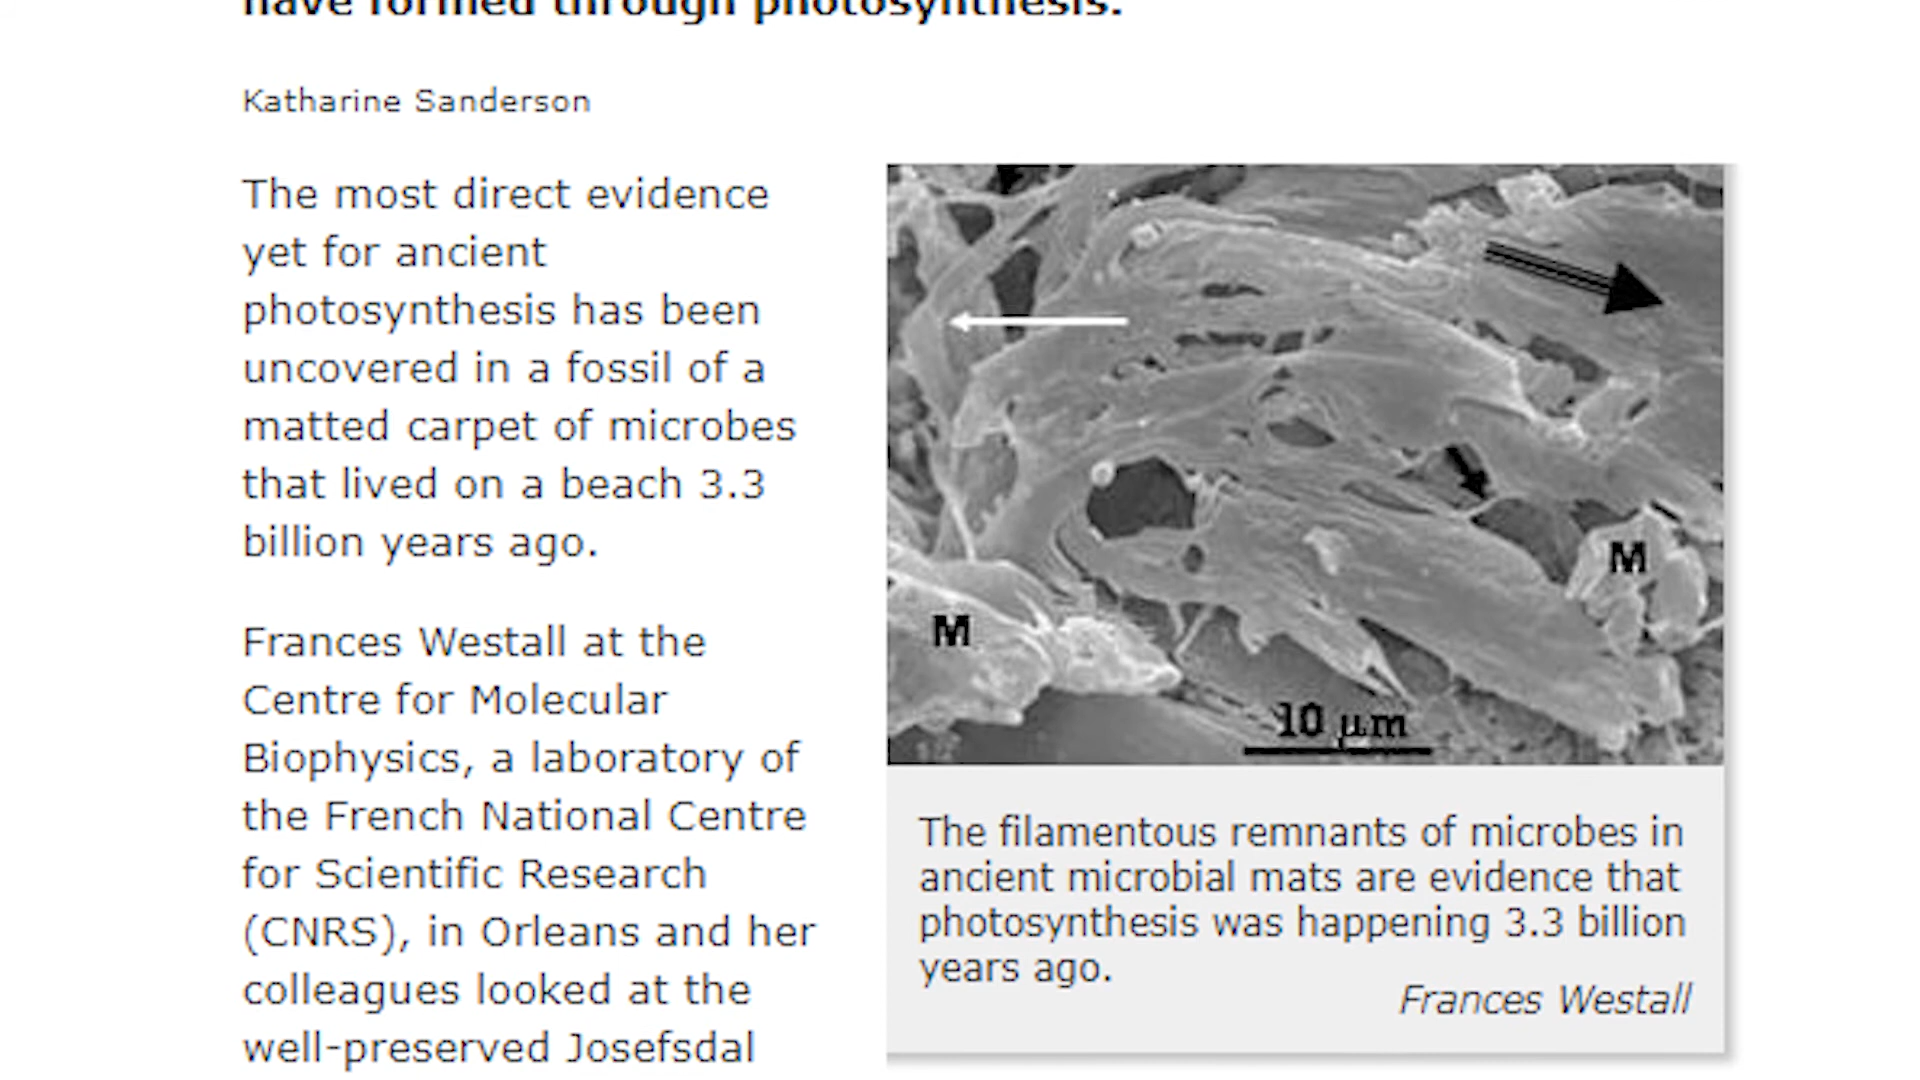 have formed through photosynthesis.
Katharine Sanderson
The most direct evidence
yet for ancient
photosynthesis has been
uncovered in a fossil of a
matted carpet of microbes
that lived on a beach 3.3
billion years ago.
Frances Westall at the
Centre for Molecular
Biophysics, a laboratory of
the French National Centre
for Scientific Research
(CNRS), in Orleans and her
colleagues looked at the
well-preserved Josefsdal
M
M
10 µm
The filamentous remnants of microbes in
ancient microbial mats are evidence that
photosynthesis was happening 3.3 billion
years ago.
Frances Westall